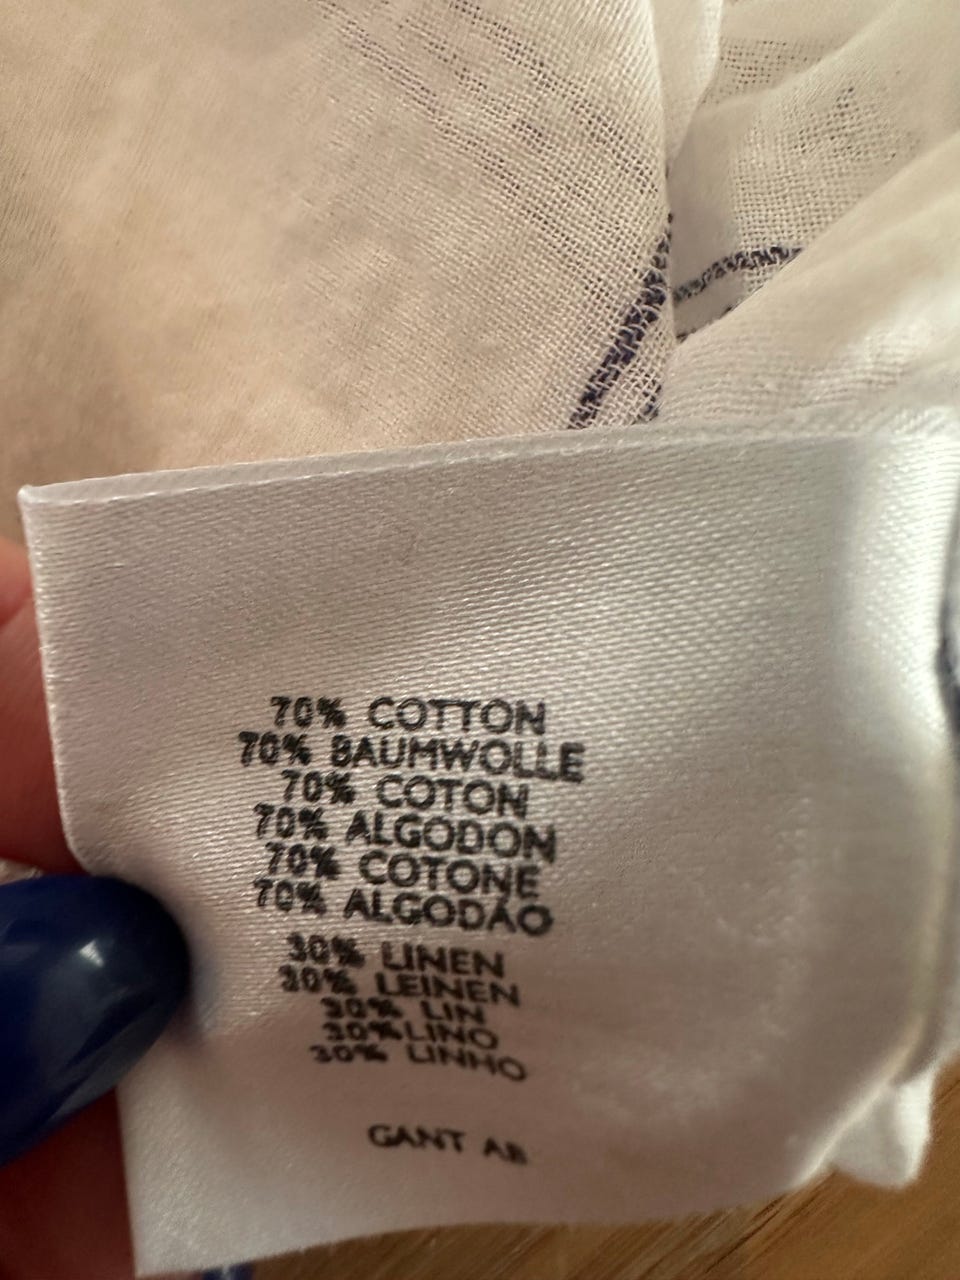 70% COTTON
70% BAUMWOLLE
70% COTON
70% ALGODON
70% COTONE
70% ALGODÃO
30% LINEN
30% LEINEN
30% LIN
30%LINO
30% LINHO
GANT AB